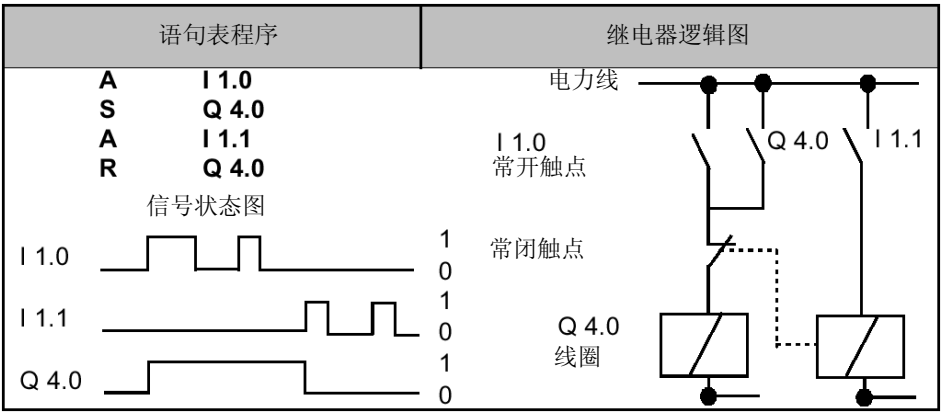 语句表程序
A I 1.0
S Q 4.0
A I 1.1
R Q 4.0
信号状态图
I 1.0
1
0
I 1.1
1
0
Q 4.0
1
0
继电器逻辑图
电力线
I 1.0
常开触点
Q 4.0
I 1.1
常闭触点
Q 4.0
线圈